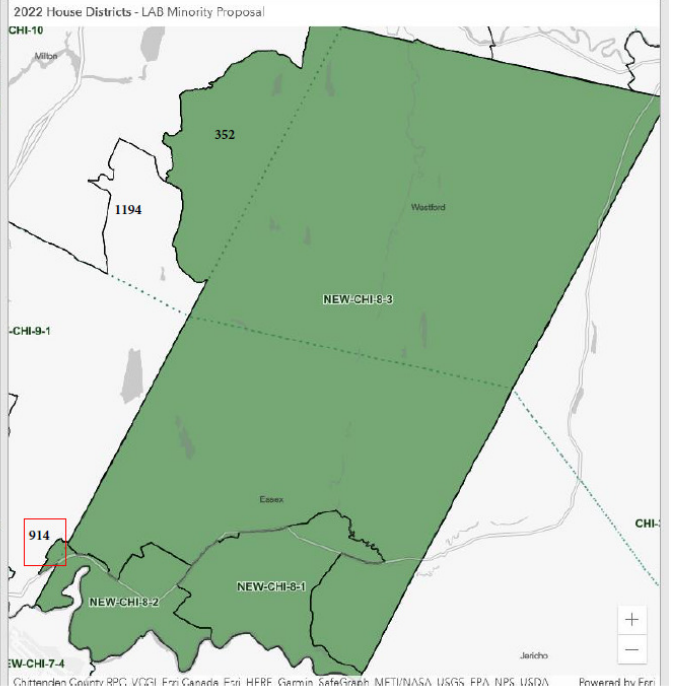 2022 House Districts - LAB Minority Proposal
CHI-10
Milton
352
1194
Westford
NEW-CHI-8-3
-CHI-9-1
Essex
914
CHI-
NEW-CHI-8-1
NEW-CHI-8-2
+
−
Jericho
EW-CHI-7-4
Chittenden County RPC, VCGI, Esri Canada, Esri, HERE, Garmin, SafeGraph, METI/NASA, USGS, EPA, NPS, USDA
Powered by Esri